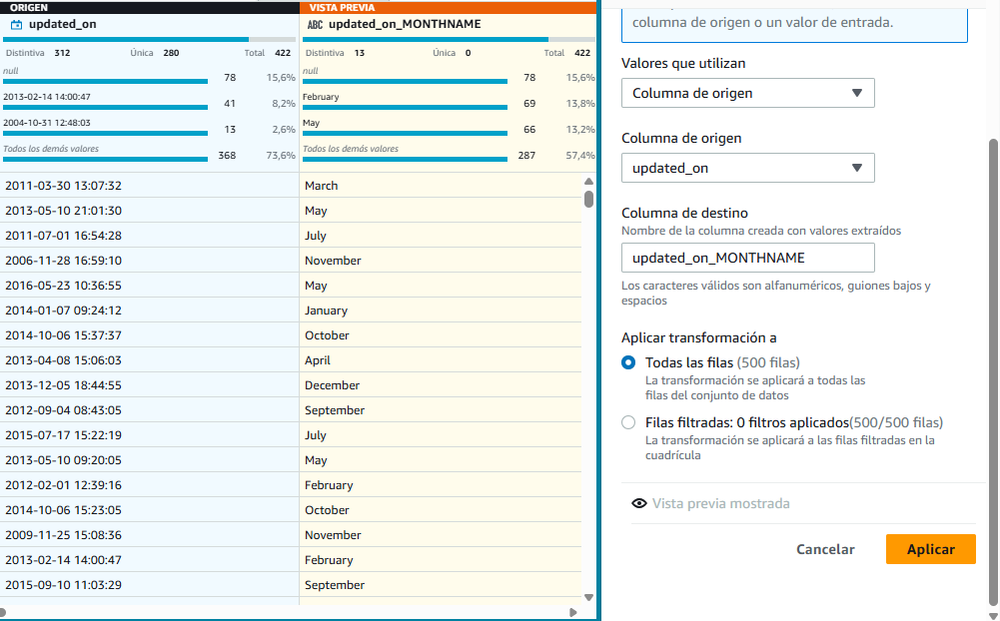 ORIGEN
updated_on
Distintiva 312 Única 280 Total 422
null 78 15,6%
2013-02-14 14:00:47 41 8,2%
2004-10-31 12:48:03 13 2,6%
Todos los demás valores 368 73,6%
2011-03-30 13:07:32
2013-05-10 21:01:30
2011-07-01 16:54:28
2006-11-28 16:59:10
2016-05-23 10:36:55
2014-01-07 09:24:12
2014-10-06 15:37:37
2013-04-08 15:06:03
2013-12-05 18:44:55
2012-09-04 08:43:05
2015-07-17 15:22:19
2013-05-10 09:20:05
2012-02-01 12:39:16
2014-10-06 15:23:05
2009-11-25 15:08:36
2013-02-14 14:00:47
2015-09-10 11:03:29
VISTA PREVIA
ABC updated_on_MONTHNAME
Distintiva 13 Única 0 Total 422
null 78 15,6%
February 69 13,8%
May 66 13,2%
Todos los demás valores 287 57,4%
March
May
July
November
May
January
October
April
December
September
July
May
February
October
November
February
September
columna de origen o un valor de entrada.
Valores que utilizan
Columna de origen
Columna de origen
updated_on
Columna de destino
Nombre de la columna creada con valores extraídos
updated_on_MONTHNAME
Los caracteres válidos son alfanuméricos, guiones bajos y
espacios
Aplicar transformación a
Todas las filas (500 filas)
La transformación se aplicará a todas las
filas del conjunto de datos
Filas filtradas: 0 filtros aplicados(500/500 filas)
La transformación se aplicará a las filas filtradas en la
cuadrícula
Vista previa mostrada
Cancelar Aplicar